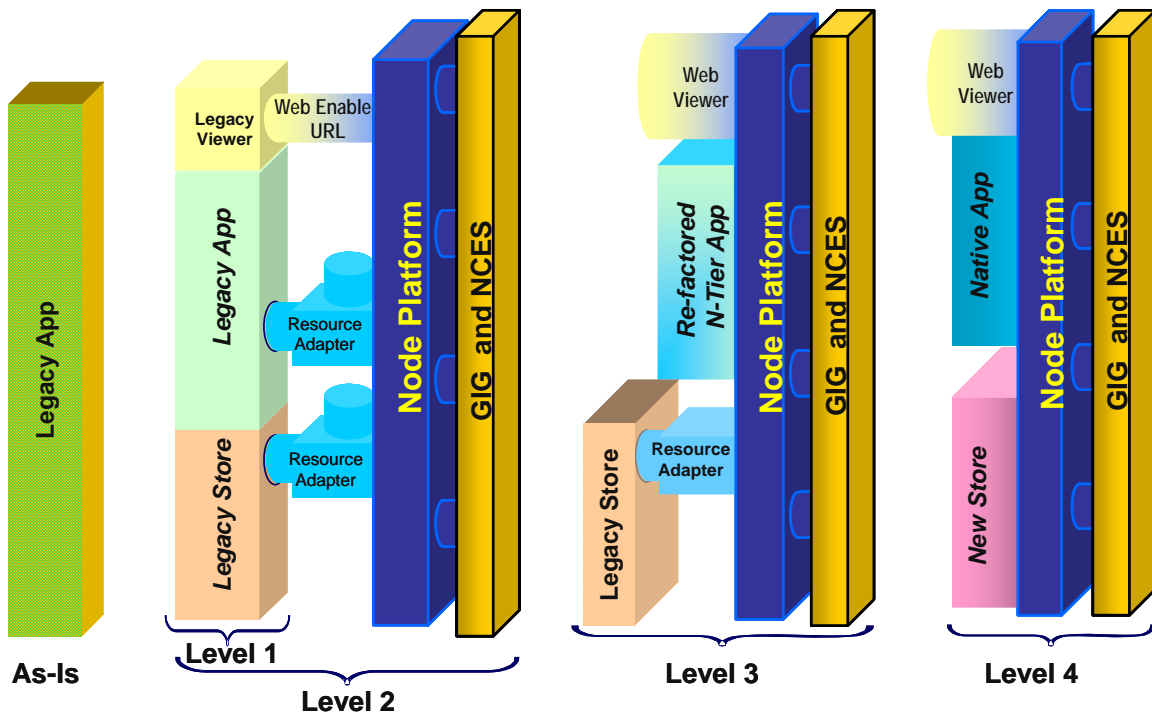 Legacy App
As-Is
Legacy
Viewer
Web Enable
URL
Legacy App
Resource
Adapter
Legacy Store
Resource
Adapter
Node Platform
GIG and NCES
Level 1
Level 2
Web
Viewer
Re-factored
N-Tier App
Legacy Store
Resource
Adapter
Node Platform
GIG and NCES
Level 3
Web
Viewer
Native App
New Store
Node Platform
GIG and NCES
Level 4